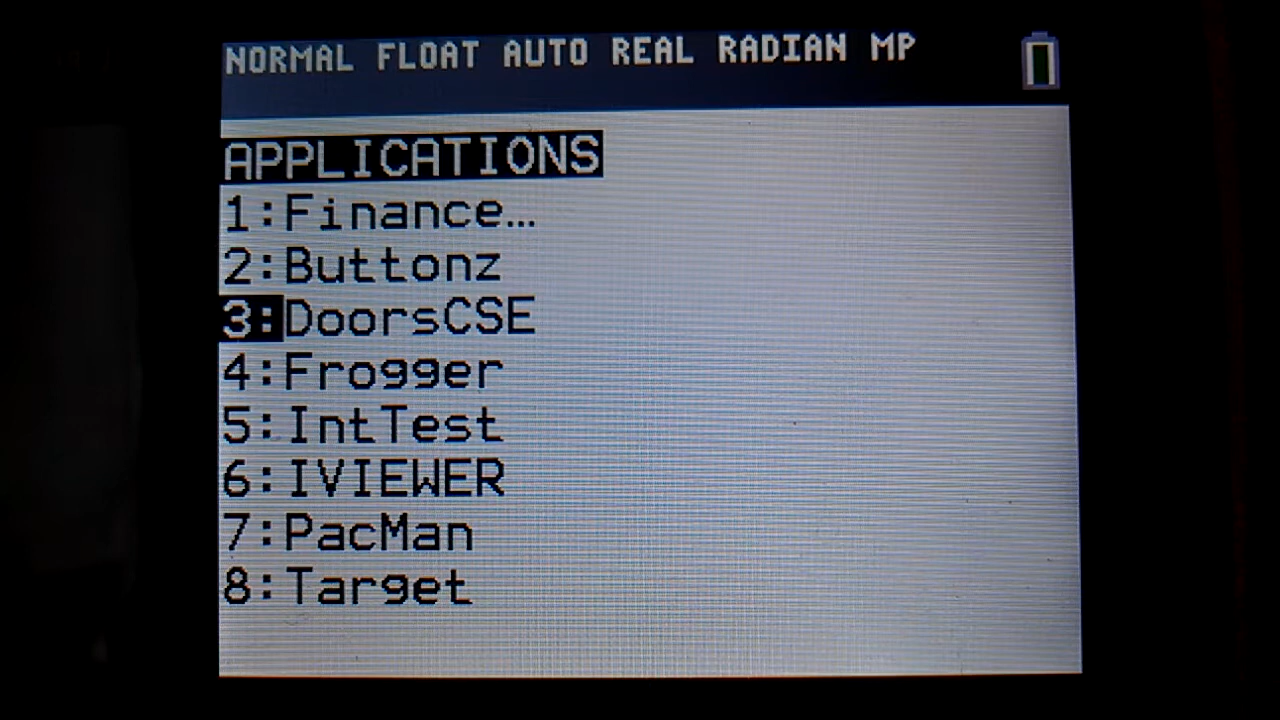 NORMAL FLOAT AUTO REAL RADIAN MP
APPLICATIONS
1:Finance…
2:Buttonz
3:DoorsCSE
4:Frogger
5:IntTest
6:IVIEWER
7:PacMan
8:Target